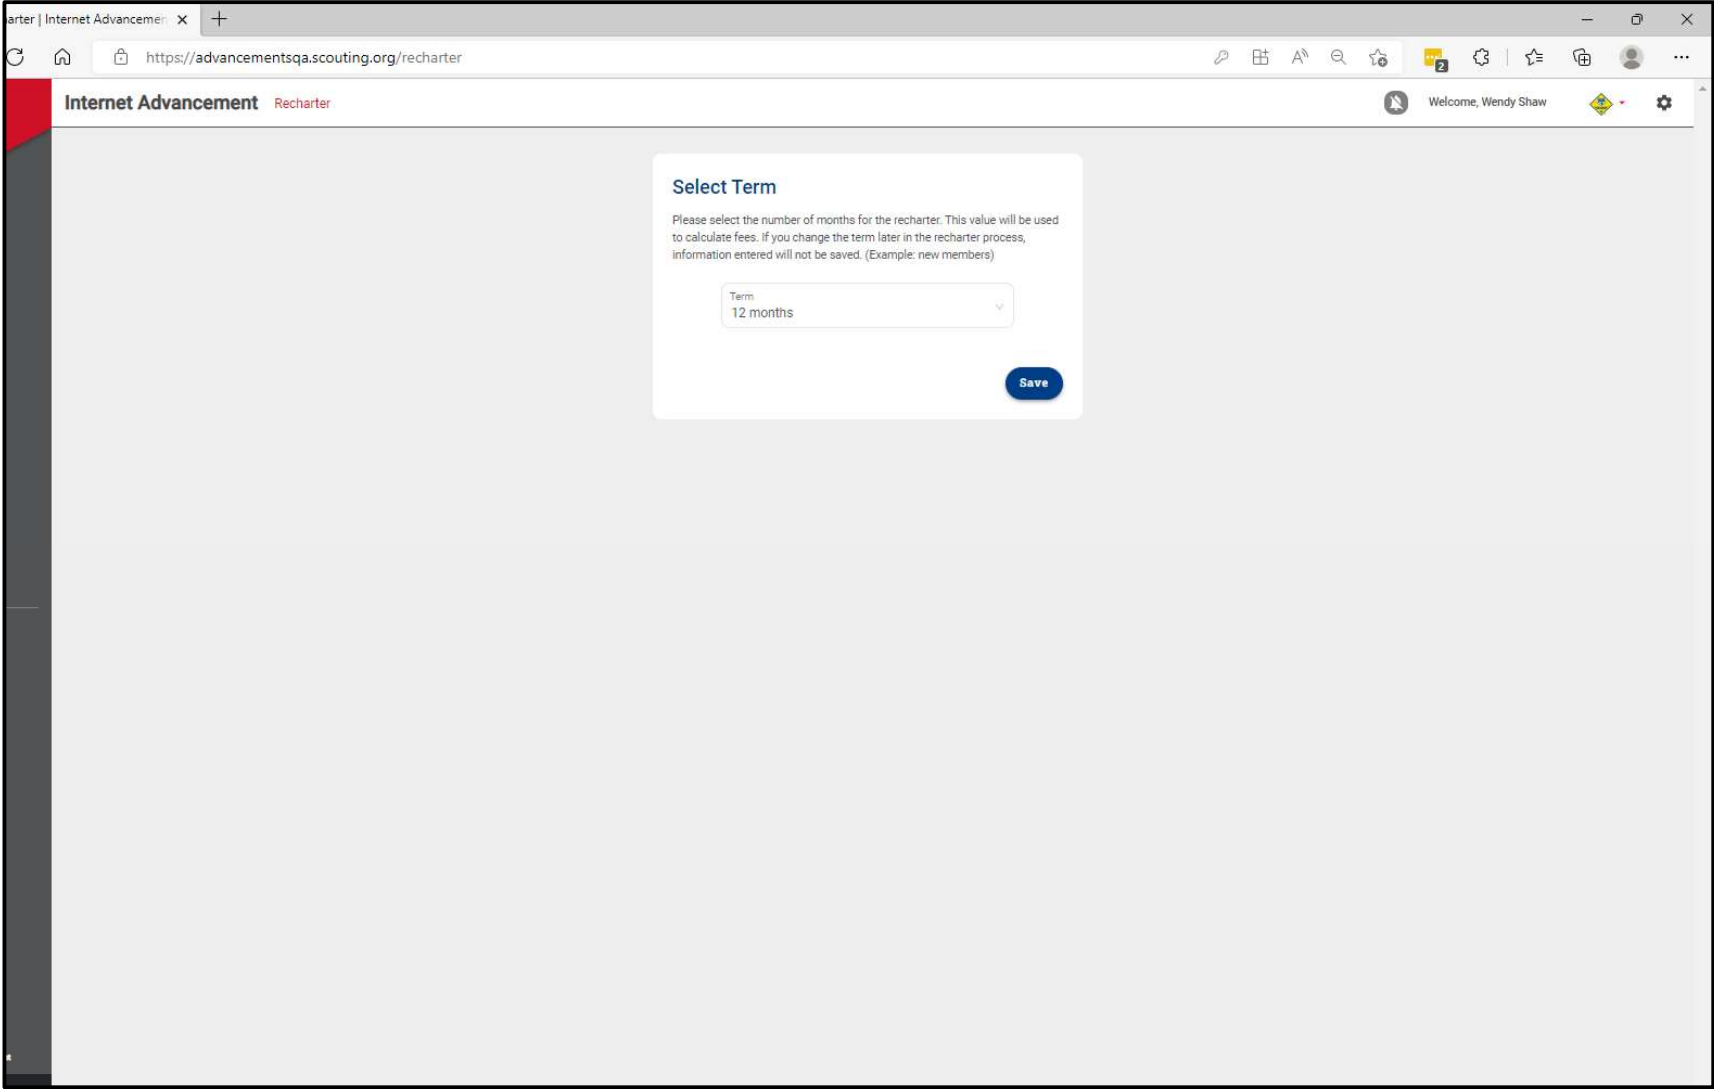 arter | Internet Advancemen
https://advancementsqa.scouting.org/recharter
2
Internet Advancement Recharter
Welcome, Wendy Shaw
Select Term
Please select the number of months for the recharter. This value will be used
to calculate fees. If you change the term later in the recharter process,
information entered will not be saved. (Example: new members)
Term
12 months
Save